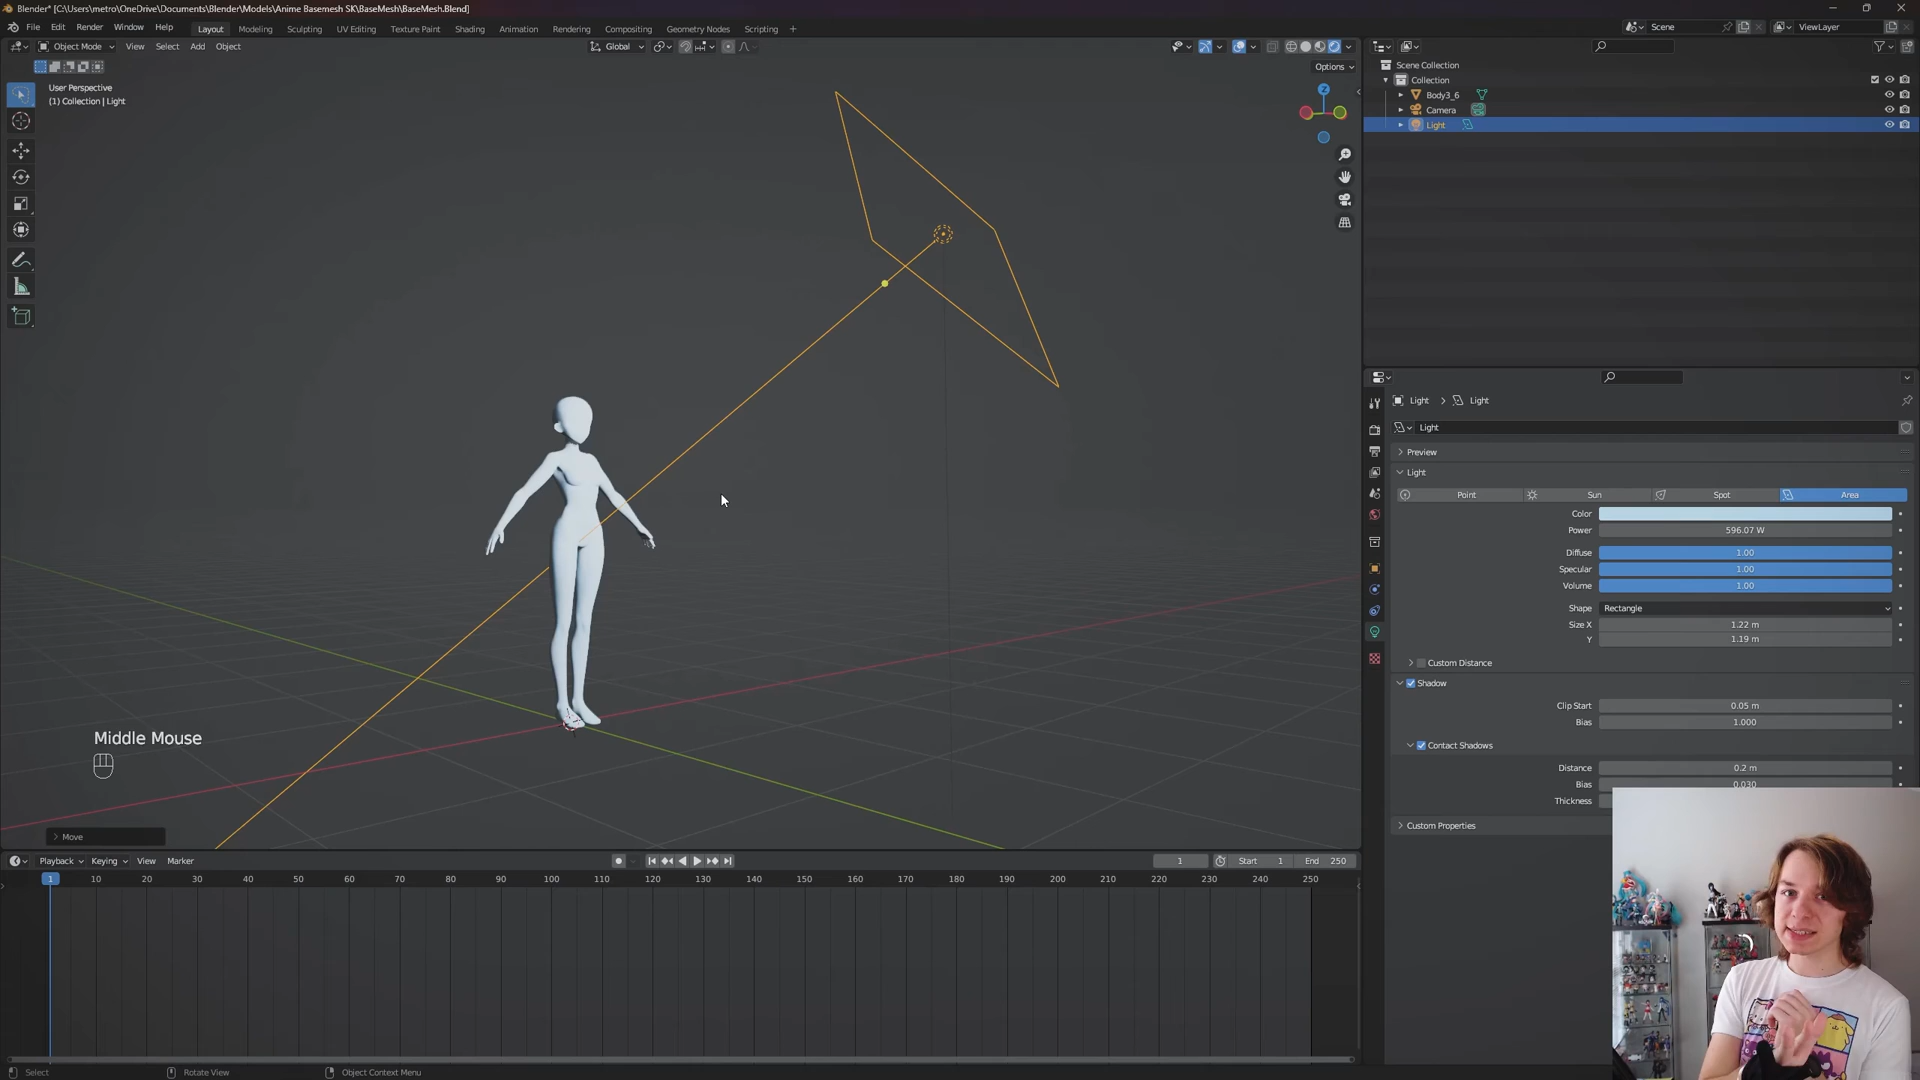 Blender* [C:\Users\metro\OneDrive\Documents\Blender\Models\Anime Basemesh SK\BaseMesh\BaseMesh.Blend]
File Edit Render Window Help Layout Modeling Sculpting UV Editing Texture Paint Shading Animation Rendering Compositing Geometry Nodes Scripting + Scene ViewLayer
Object Mode View Select Add Object Global
Options
User Perspective
(1) Collection | Light
Z
Scene Collection
Collection
Body3_6
Camera
Light
Light > Light
Light
Preview
Light
Point Sun Spot Area
Color
Power 596.07 W
Diffuse 1.00
Specular 1.00
Volume 1.00
Shape Rectangle
Size X 1.22 m
Y 1.19 m
Custom Distance
Shadow
Clip Start 0.05 m
Bias 1.000
Contact Shadows
Distance 0.2 m
Bias 0.030
Thickness
Custom Properties
Middle Mouse
Move
Playback Keying View Marker 1 Start 1 End 250
1 10 20 30 40 50 60 70 80 90 100 110 120 130 140 150 160 170 180 190 200 210 220 230 240 250
Select Rotate View Object Context Menu